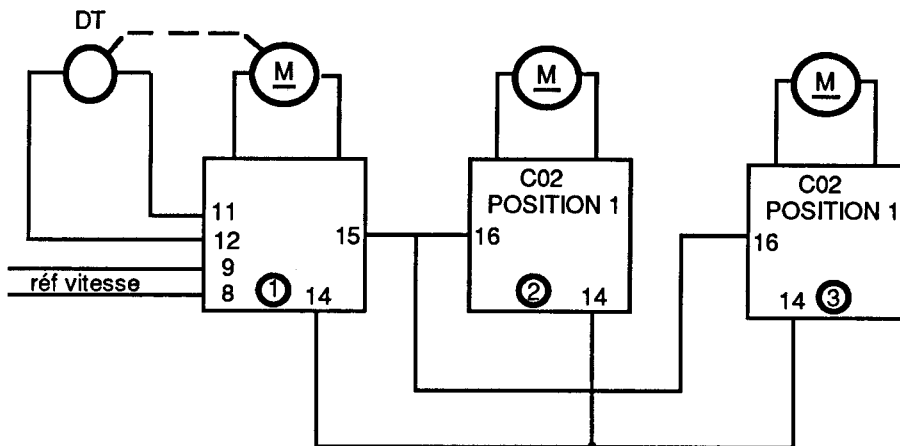 DT
M
M
M
C02
POSITION 1
C02
POSITION 1
11
12
15
16
16
9
réf vitesse
8
1
14
2
14
14
3